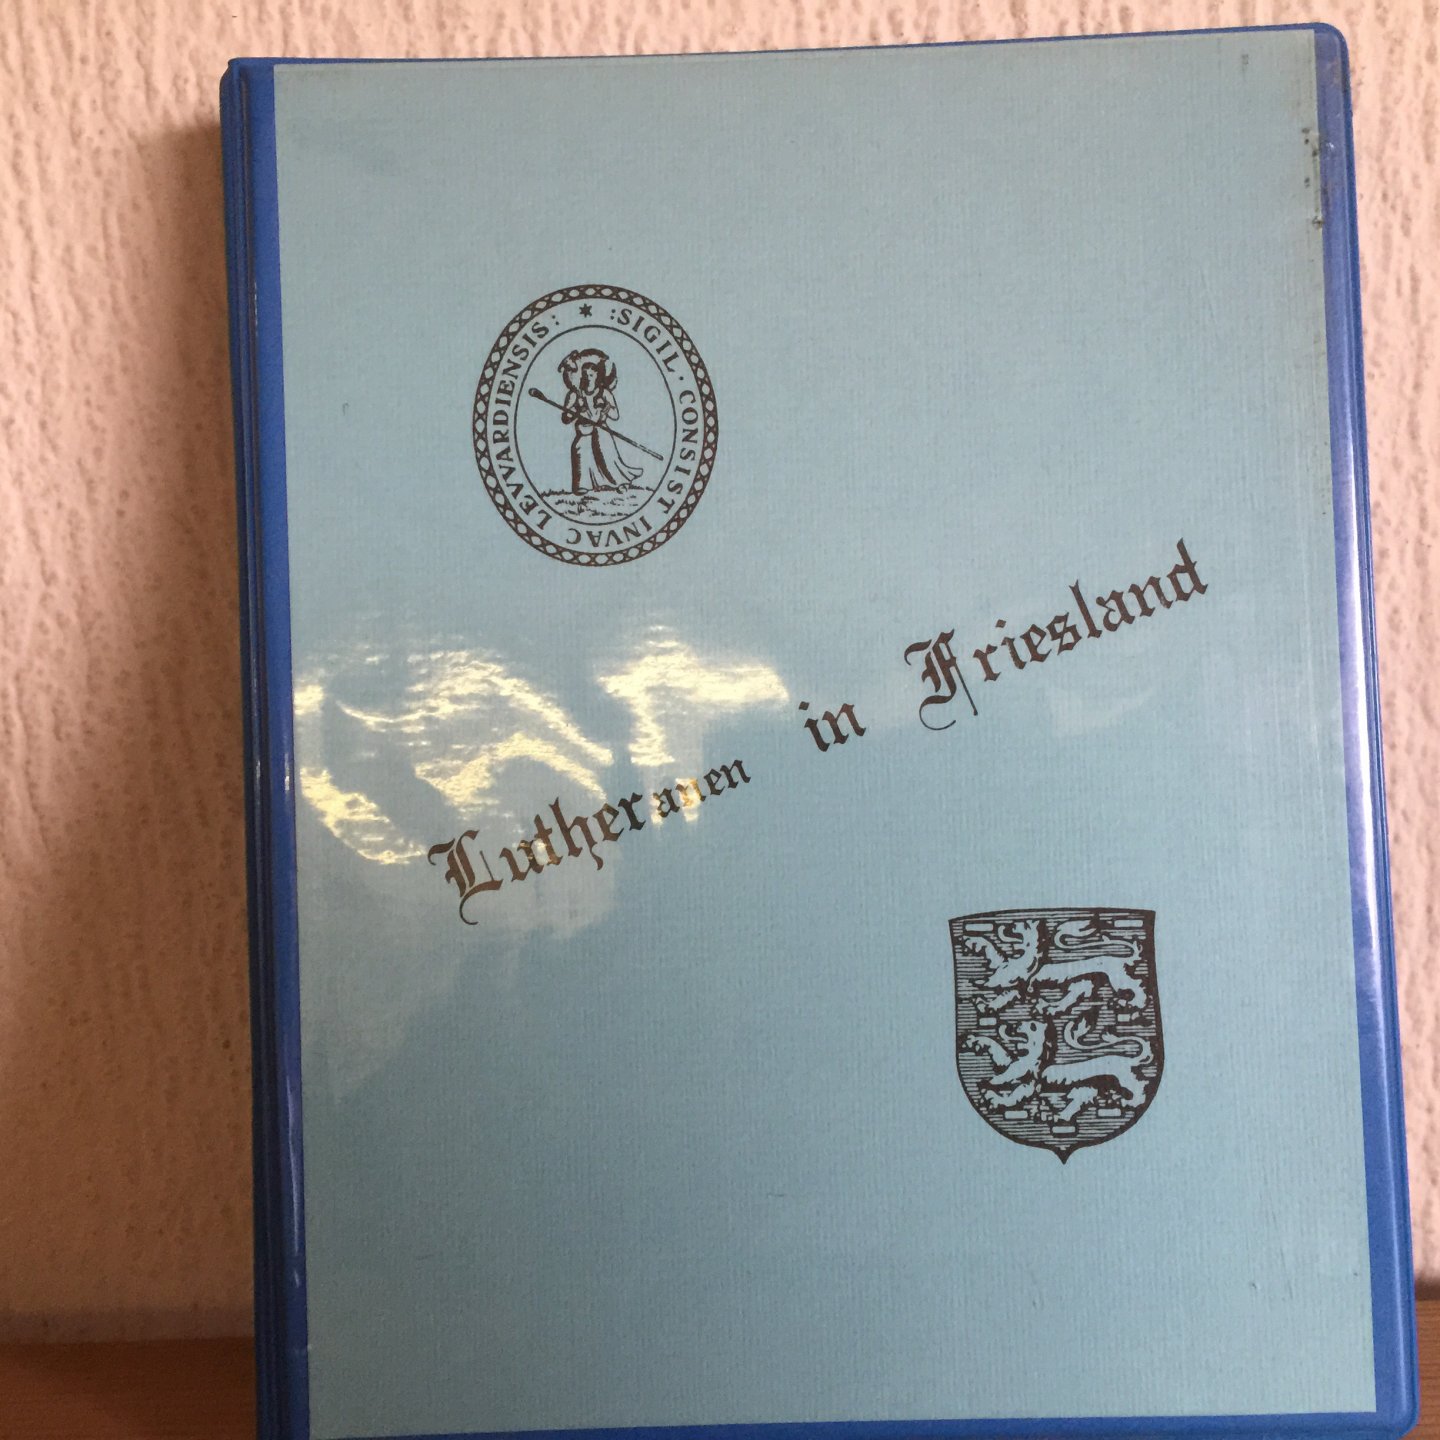 :SIGIL·CONSIST INVAC LEVVARDIENSIS:
Lutheranen in Friesland